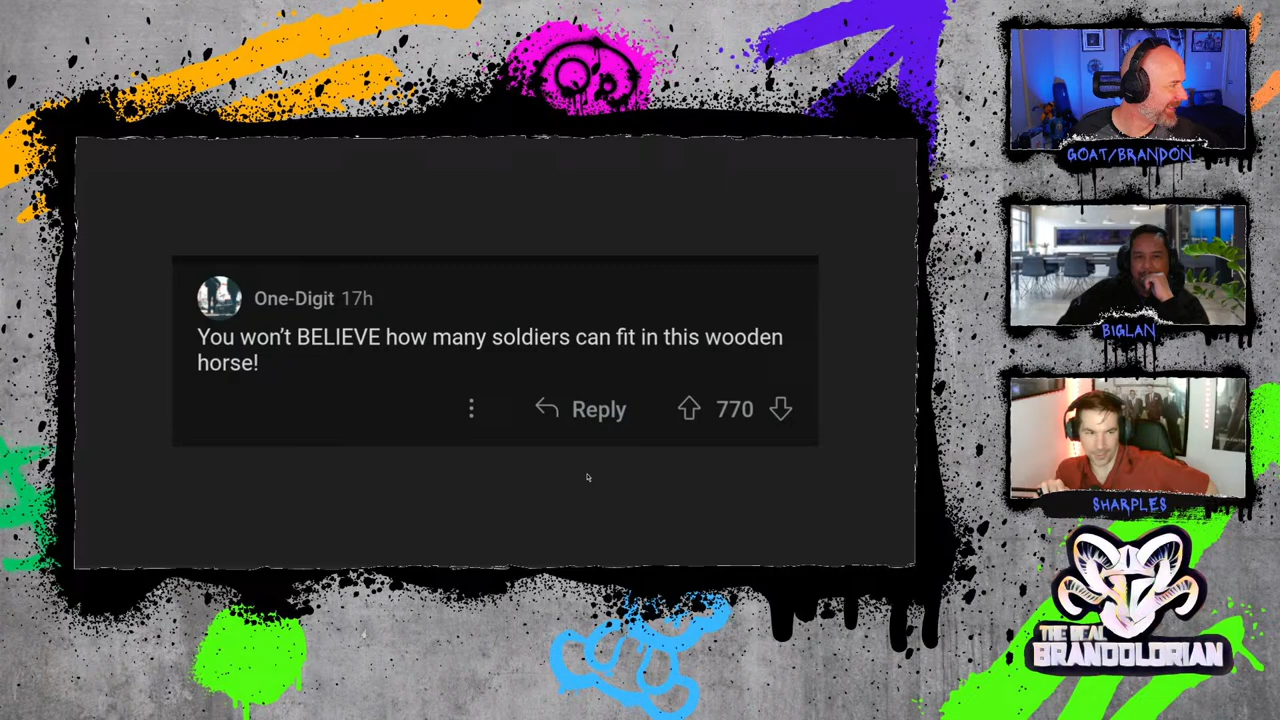 One-Digit 17h
You won't BELIEVE how many soldiers can fit in this wooden
horse!
Reply 770
GOAT/BRANDON
BIGLAN
SHARPLES
THE REAL
BRANDOLORIAN